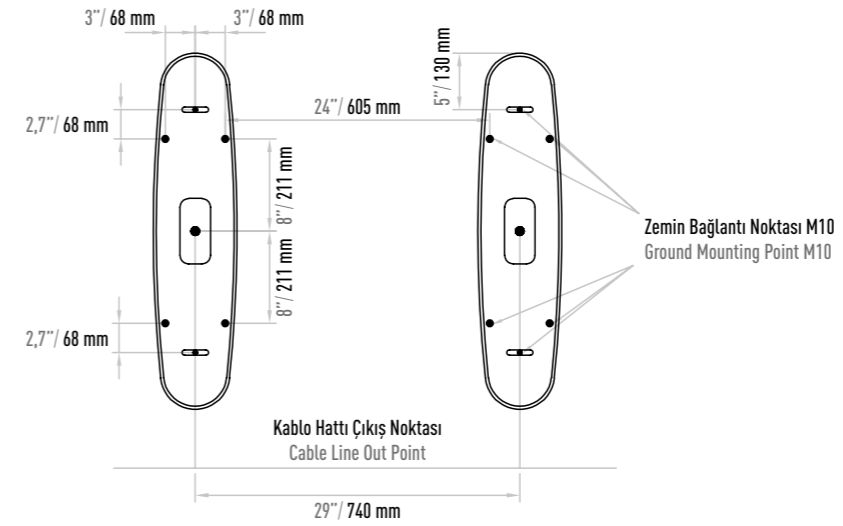 3"/ 68 mm
3"/ 68 mm
5"/ 130 mm
24"/ 605 mm
2,7"/ 68 mm
8"/ 211 mm
Zemin Bağlantı Noktası M10
Ground Mounting Point M10
8"/ 211 mm
2,7"/ 68 mm
Kablo Hattı Çıkış Noktası
Cable Line Out Point
29"/ 740 mm